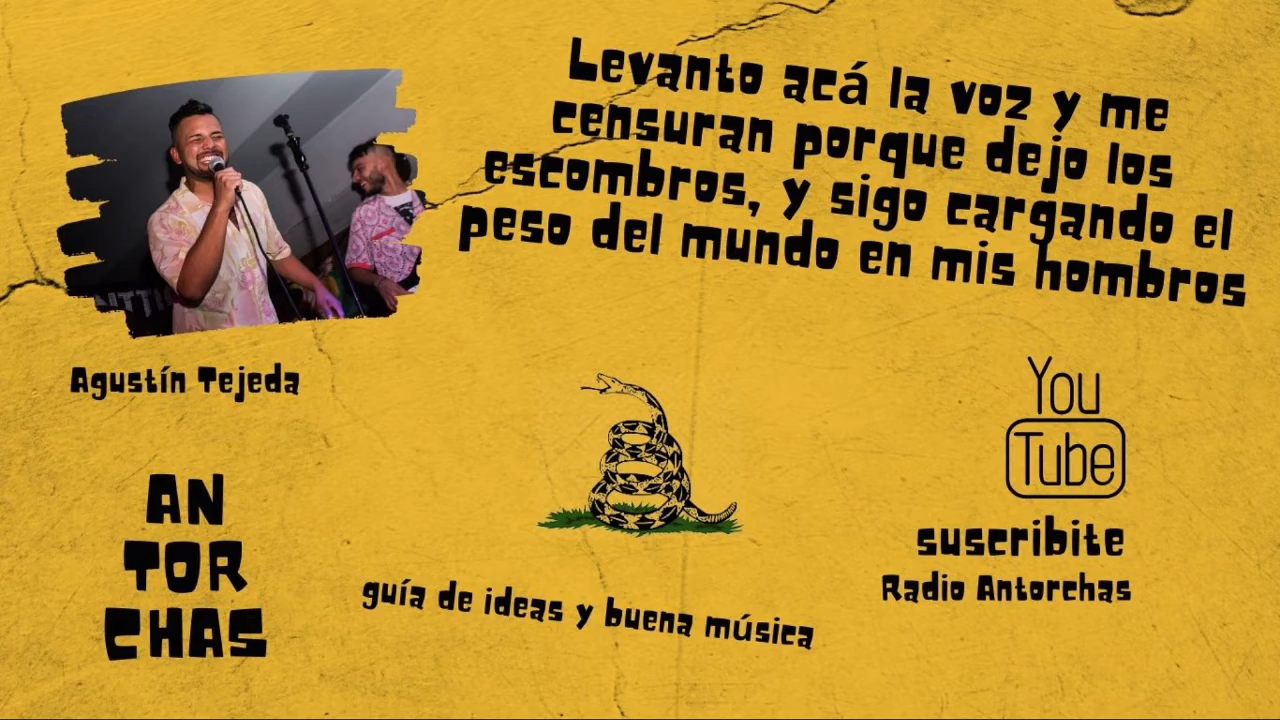 Levanto acá la voz y me
censuran porque dejo los
escombros, y sigo cargando el
peso del mundo en mis hombros
Agustín Tejeda
AN
TOR
CHAS
guía de ideas y buena música
You
Tube
suscribite
Radio Antorchas